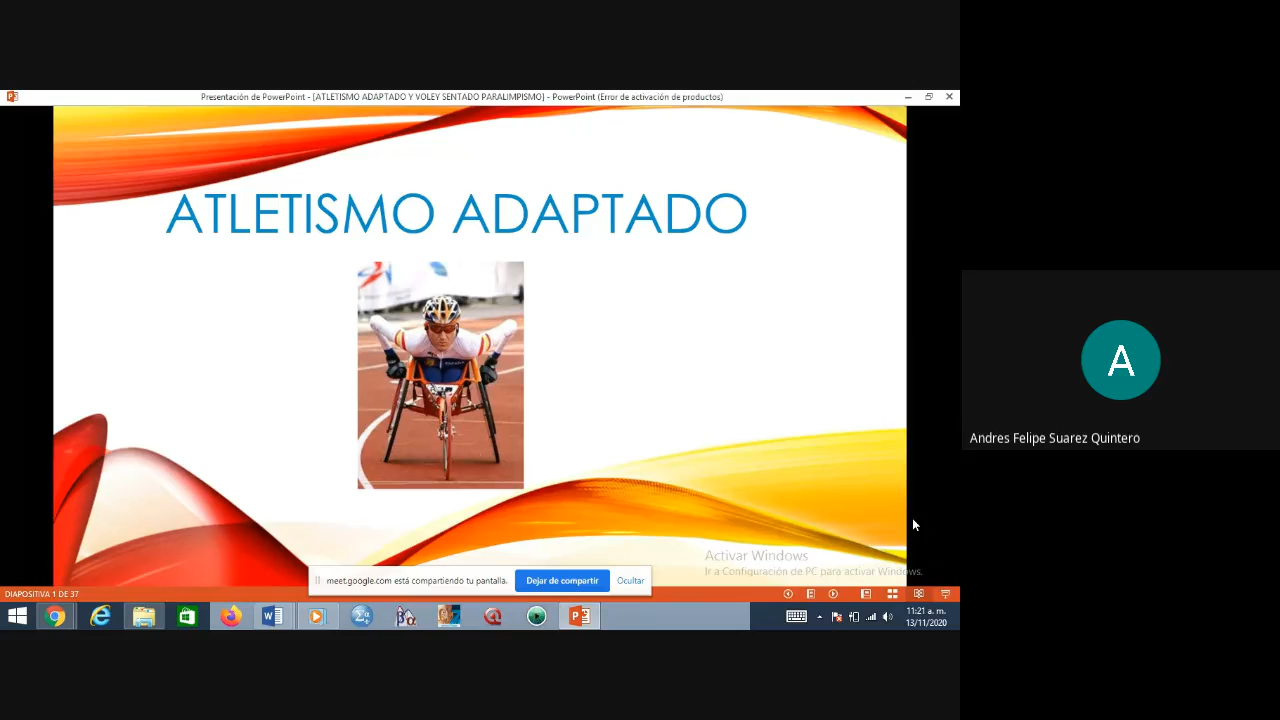 Presentación de PowerPoint - [ATLETISMO ADAPTADO Y VOLEY SENTADO PARALIMPISMO] - PowerPoint (Error de activación de productos)
ATLETISMO ADAPTADO
A
Andres Felipe Suarez Quintero
Activar Windows
Ir a Configuración de PC para activar Windows.
meet.google.com está compartiendo tu pantalla.
Dejar de compartir
Ocultar
DIAPOSITIVA 1 DE 37
11:21 a. m.
13/11/2020